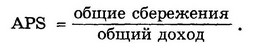 APS = общие сбережения
общий доход .